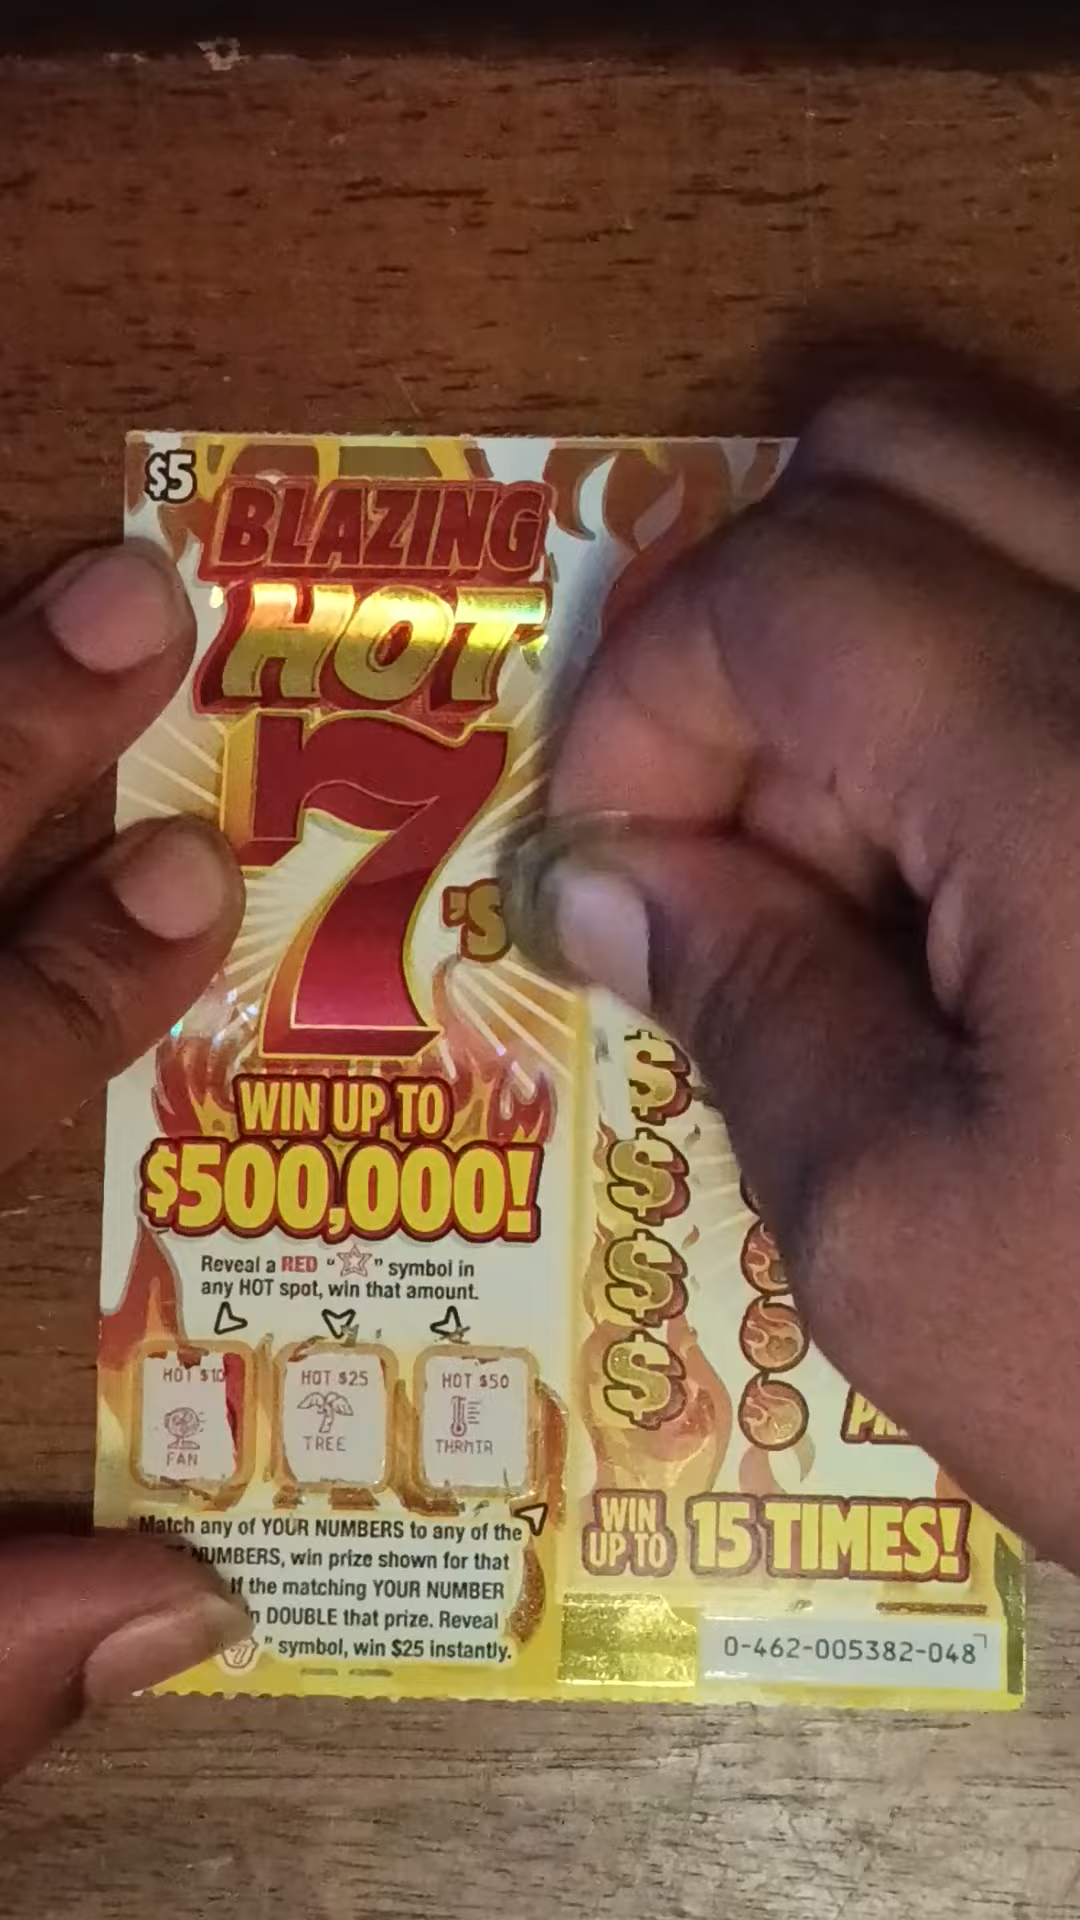 $5
BLAZING
HOT
7
'S
WIN UP TO
$500,000!
Reveal a RED " " symbol in
any HOT spot, win that amount.
HOT $10
FAN
HOT $25
TREE
HOT $50
THRMTR
Match any of YOUR NUMBERS to any of the
NUMBERS, win prize shown for that
If the matching YOUR NUMBER
DOUBLE that prize. Reveal
" symbol, win $25 instantly.
$
$
$
$
WIN
UP TO
15 TIMES!
0-462-005382-048